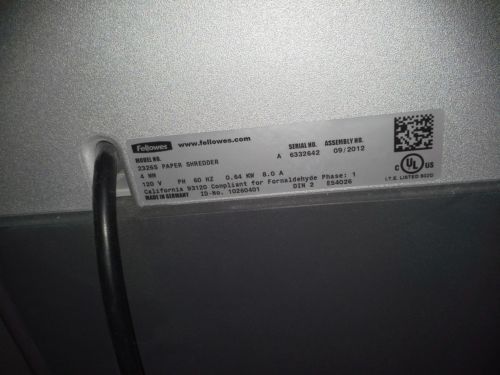 Fellowes www.fellowes.com
MODEL NO. SERIAL NO. ASSEMBLY NO.
2326S PAPER SHREDDER A 6332642 09/2012
4 MM
120 V PH 60 HZ 0.64 KW 8.0 A
California 93120 Compliant for Formaldehyde Phase: 1
MADE IN GERMANY ID-No. 10260401 DIN 2 E54026
C UL US
I.T.E. LISTED